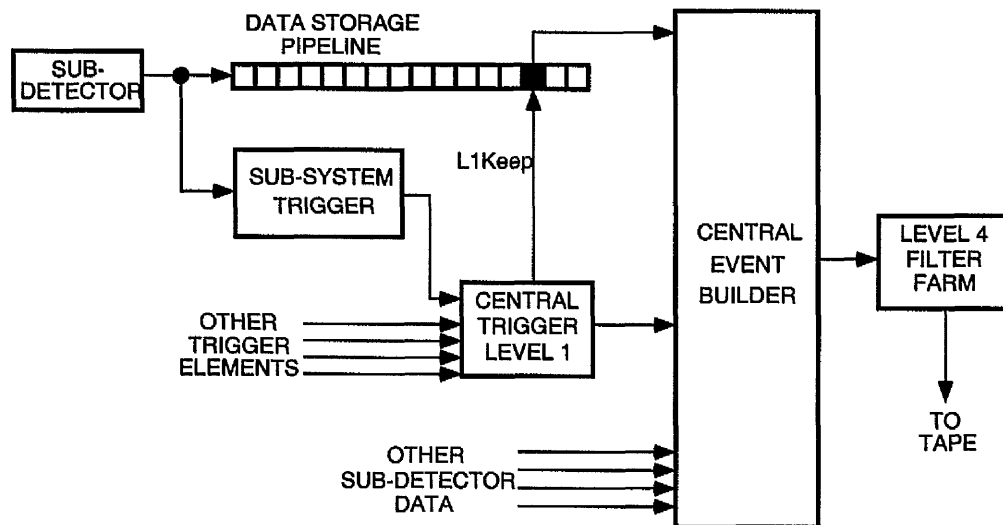 DATA STORAGE
PIPELINE
SUB-
DETECTOR
L1Keep
SUB-SYSTEM
TRIGGER
CENTRAL
EVENT
BUILDER
LEVEL 4
FILTER
FARM
CENTRAL
TRIGGER
LEVEL 1
OTHER
TRIGGER
ELEMENTS
TO
TAPE
OTHER
SUB-DETECTOR
DATA